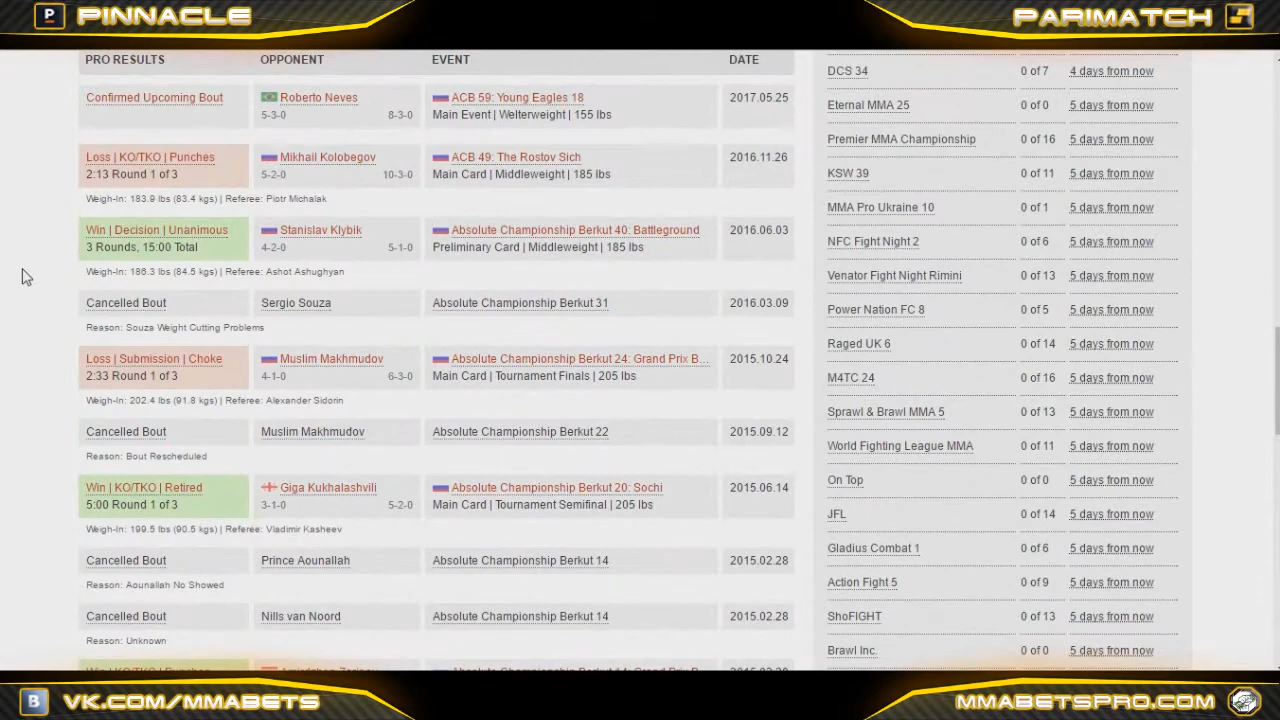 P PINNACLE
PARIMATCH
PRO RESULTS OPPONENT EVENT DATE
Confirmed Upcoming Bout Roberto Neves ACB 59: Young Eagles 18 2017.05.25
5-3-0 8-3-0 Main Event | Welterweight | 155 lbs
Loss | KO/TKO | Punches Mikhail Kolobegov ACB 49: The Rostov Sich 2016.11.26
2:13 Round 1 of 3 5-2-0 10-3-0 Main Card | Middleweight | 185 lbs
Weigh-In: 183.9 lbs (83.4 kgs) | Referee: Piotr Michalak
Win | Decision | Unanimous Stanislav Klybik Absolute Championship Berkut 40: Battleground 2016.06.03
3 Rounds, 15:00 Total 4-2-0 5-1-0 Preliminary Card | Middleweight | 185 lbs
Weigh-In: 186.3 lbs (84.5 kgs) | Referee: Ashot Ashughyan
Cancelled Bout Sergio Souza Absolute Championship Berkut 31 2016.03.09
Reason: Souza Weight Cutting Problems
Loss | Submission | Choke Muslim Makhmudov Absolute Championship Berkut 24: Grand Prix B... 2015.10.24
2:33 Round 1 of 3 4-1-0 6-3-0 Main Card | Tournament Finals | 205 lbs
Weigh-In: 202.4 lbs (91.8 kgs) | Referee: Alexander Sidorin
Cancelled Bout Muslim Makhmudov Absolute Championship Berkut 22 2015.09.12
Reason: Bout Rescheduled
Win | KO/TKO | Retired Giga Kukhalashvili Absolute Championship Berkut 20: Sochi 2015.06.14
5:00 Round 1 of 3 3-1-0 5-2-0 Main Card | Tournament Semifinal | 205 lbs
Weigh-In: 199.5 lbs (90.5 kgs) | Referee: Vladimir Kasheev
Cancelled Bout Prince Aounallah Absolute Championship Berkut 14 2015.02.28
Reason: Aounallah No Showed
Cancelled Bout Nills van Noord Absolute Championship Berkut 14 2015.02.28
Reason: Unknown
DCS 34 0 of 7 4 days from now
Eternal MMA 25 0 of 0 5 days from now
Premier MMA Championship 0 of 16 5 days from now
KSW 39 0 of 11 5 days from now
MMA Pro Ukraine 10 0 of 1 5 days from now
NFC Fight Night 2 0 of 6 5 days from now
Venator Fight Night Rimini 0 of 13 5 days from now
Power Nation FC 8 0 of 5 5 days from now
Raged UK 6 0 of 14 5 days from now
M4TC 24 0 of 16 5 days from now
Sprawl & Brawl MMA 5 0 of 13 5 days from now
World Fighting League MMA 0 of 11 5 days from now
On Top 0 of 0 5 days from now
JFL 0 of 14 5 days from now
Gladius Combat 1 0 of 6 5 days from now
Action Fight 5 0 of 9 5 days from now
ShoFIGHT 0 of 13 5 days from now
Brawl Inc. 0 of 0 5 days from now
B VK.COM/MMABETS
MMABETSPRO.COM